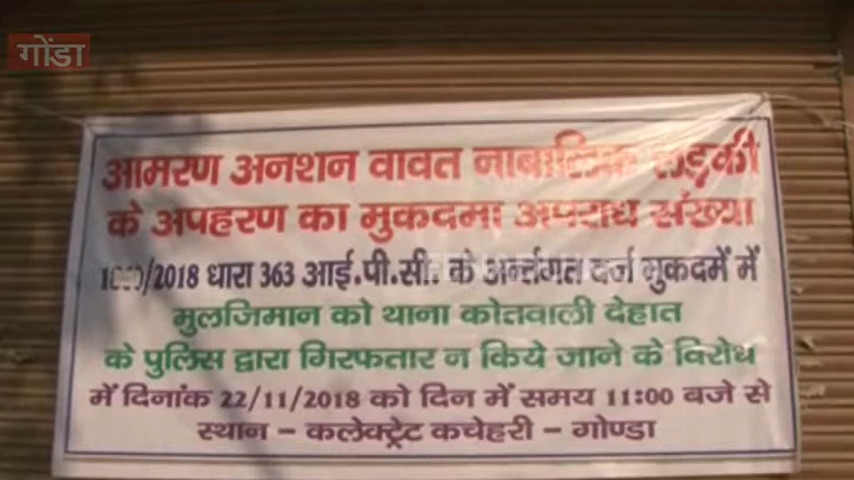 गोंडा
आमरण अनशन वावत नाबालिक लड़की
के अपहरण का मुकदमा अपराध संख्या
/2018 धारा 363 आई.पी.सी. के अर्न्तगत दर्ज मुकदमें में
मुलजिमान को थाना कोतवाली देहात
के पुलिस द्वारा गिरफतार न किये जाने के विरोध
में दिनांक 22/11/2018 को दिन में समय 11:00 बजे से
स्थान - कलेक्ट्रेट कचेहरी - गोण्डा